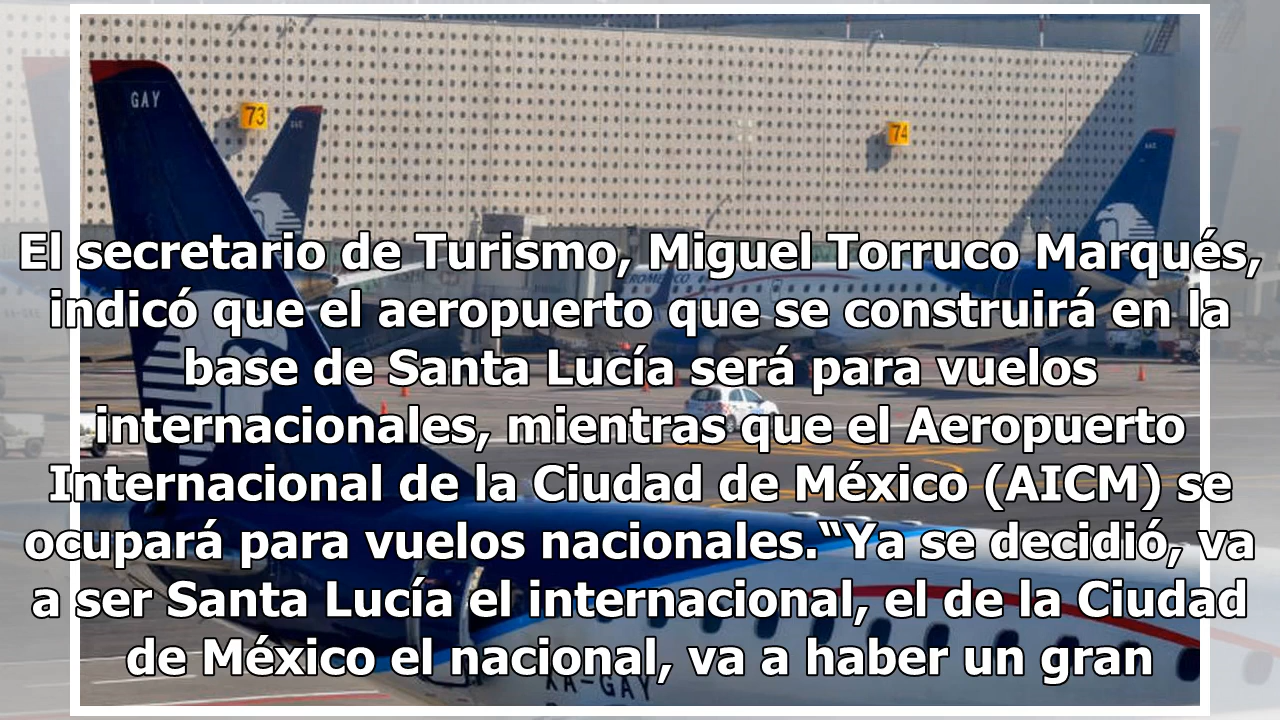 GAY
73
74
El secretario de Turismo, Miguel Torruco Marqués,
indicó que el aeropuerto que se construirá en la
base de Santa Lucía será para vuelos
internacionales, mientras que el Aeropuerto
Internacional de la Ciudad de México (AICM) se
ocupará para vuelos nacionales.“Ya se decidió, va
a ser Santa Lucía el internacional, el de la Ciudad
de México el nacional, va a haber un gran
XA-GAY